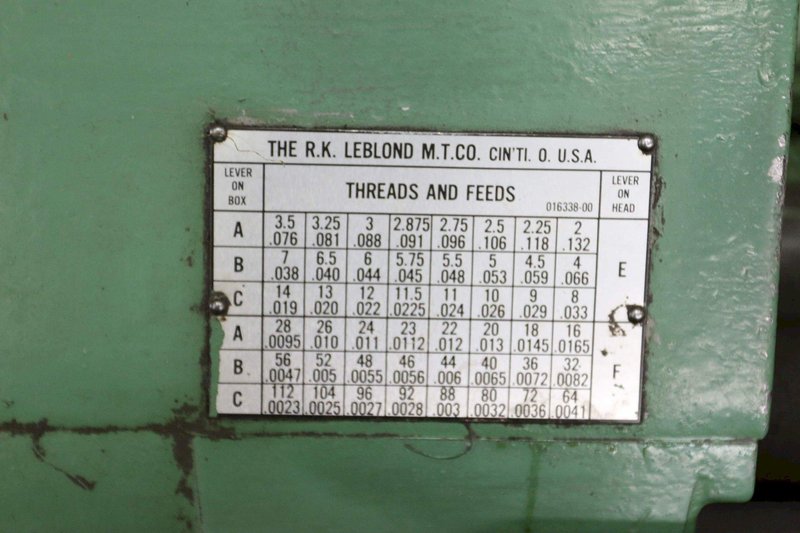 THE R.K. LEBLOND M.T.CO. CIN'TI. O. U.S.A.
LEVER ON BOX
THREADS AND FEEDS
016338-00
LEVER ON HEAD
A 3.5 3.25 3 2.875 2.75 2.5 2.25 2
.076 .081 .088 .091 .096 .106 .118 .132
B 7 6.5 6 5.75 5.5 5 4.5 4 E
.038 .040 .044 .045 .048 .053 .059 .066
C 14 13 12 11.5 11 10 9 8
.019 .020 .022 .0225 .024 .026 .029 .033
A 28 26 24 23 22 20 18 16
.0095 .010 .011 .0112 .012 .013 .0145 .0165
B 56 52 48 46 44 40 36 32 F
.0047 .005 .0055 .0056 .006 .0065 .0072 .0082
C 112 104 96 92 88 80 72 64
.0023 .0025 .0027 .0028 .003 .0032 .0036 .0041